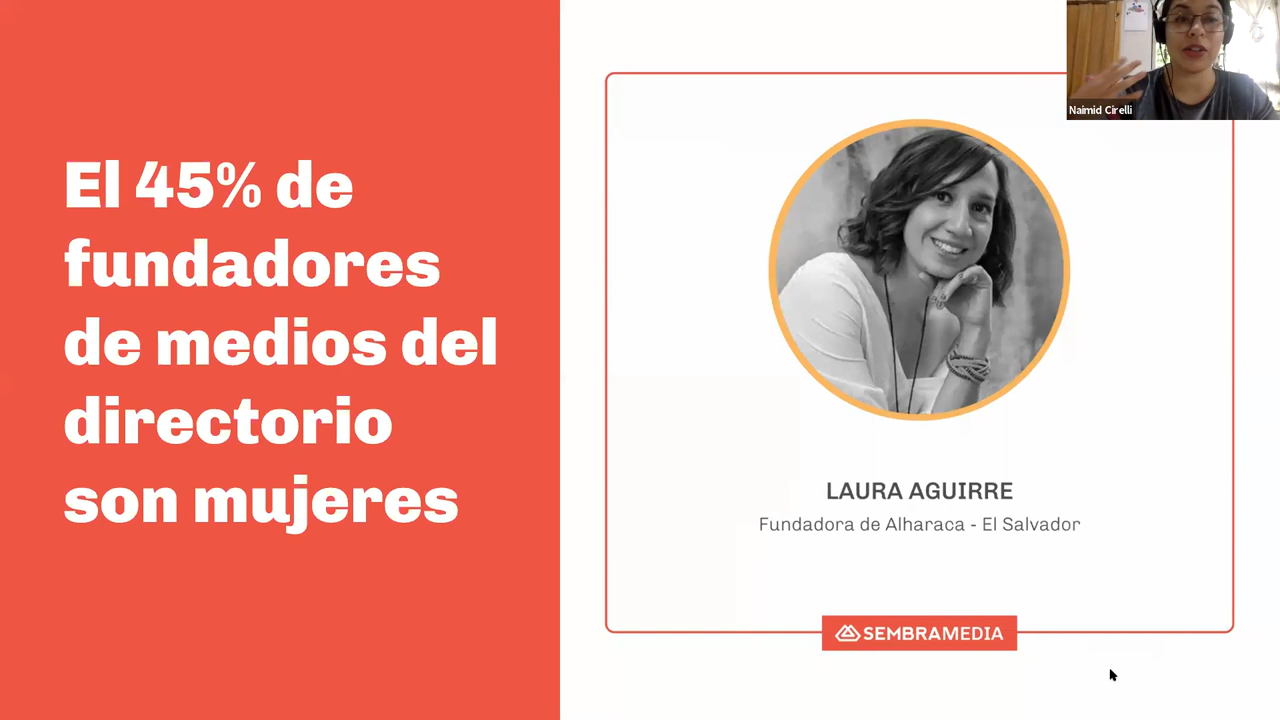 El 45% de
fundadores
de medios del
directorio
son mujeres
Naimid Cirelli
LAURA AGUIRRE
Fundadora de Alharaca - El Salvador
SEMBRAMEDIA